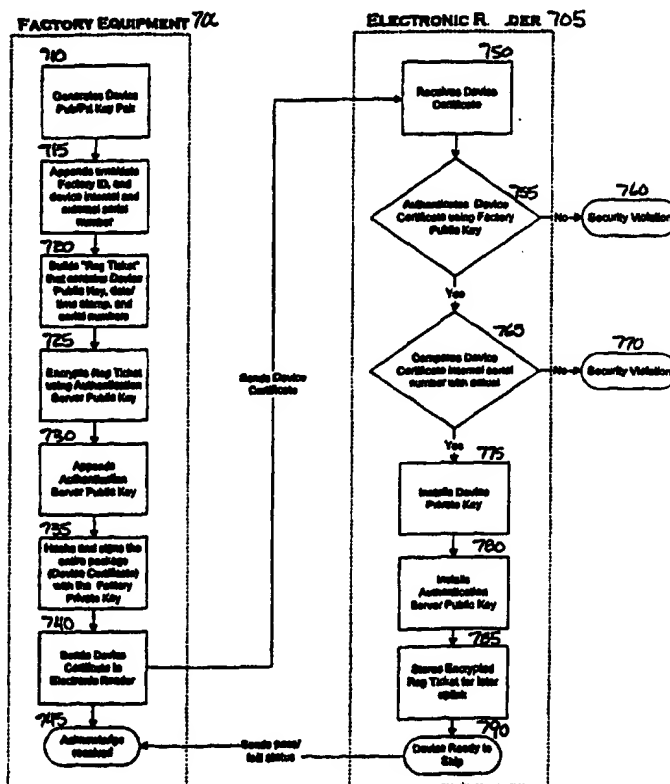 FACTORY EQUIPMENT 70
710
Generates Device
Pub/Pri Key Pair
715
Appends
Factory ID, and
device internal and
external serial
number
720
Builds "Reg Ticket"
that contains Device
Public Key, date/
time stamp, and
serial numbers
725
Encrypts Reg Ticket
using Authentication
Server Public Key
730
Appends
Authentication
Server Public Key
735
Hashes and signs the
entire package
(Device Certificate)
with the Factory
Private Key
740
Sends Device
Certificate to
Electronic Reader
745
Acknowledge
received
Sends Device
Certificate
Sends pass/
fail status
ELECTRONIC R DER 705
750
Receives Device
Certificate
755
Authenticates Device
Certificate using Factory
Public Key
No
760
Security Violation
Yes
765
Compares Device
Certificate internal serial
number with actual
No
770
Security Violation
Yes
775
Installs Device
Private Key
780
Installs
Authentication
Server Public Key
785
Stores Encrypted
Reg Ticket for later
uplink
790
Device Ready to
Ship